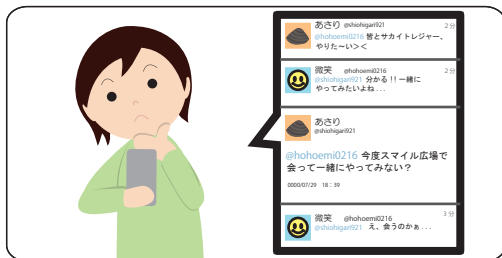 あさり @shiohigari921 2分
@hohoemi0216 皆とサカイトレジャー、
やりた〜い><
微笑 @hohoemi0216 2分
@shiohigari921 分かる!!一緒に
やってみたいよね...
あさり
@shiohigari921
@hohoemi0216 今度スマイル広場で
会って一緒にやってみない?
0000/07/29 18:39
微笑 @hohoemi0216 3分
@shiohigari921 え、会うのかぁ...